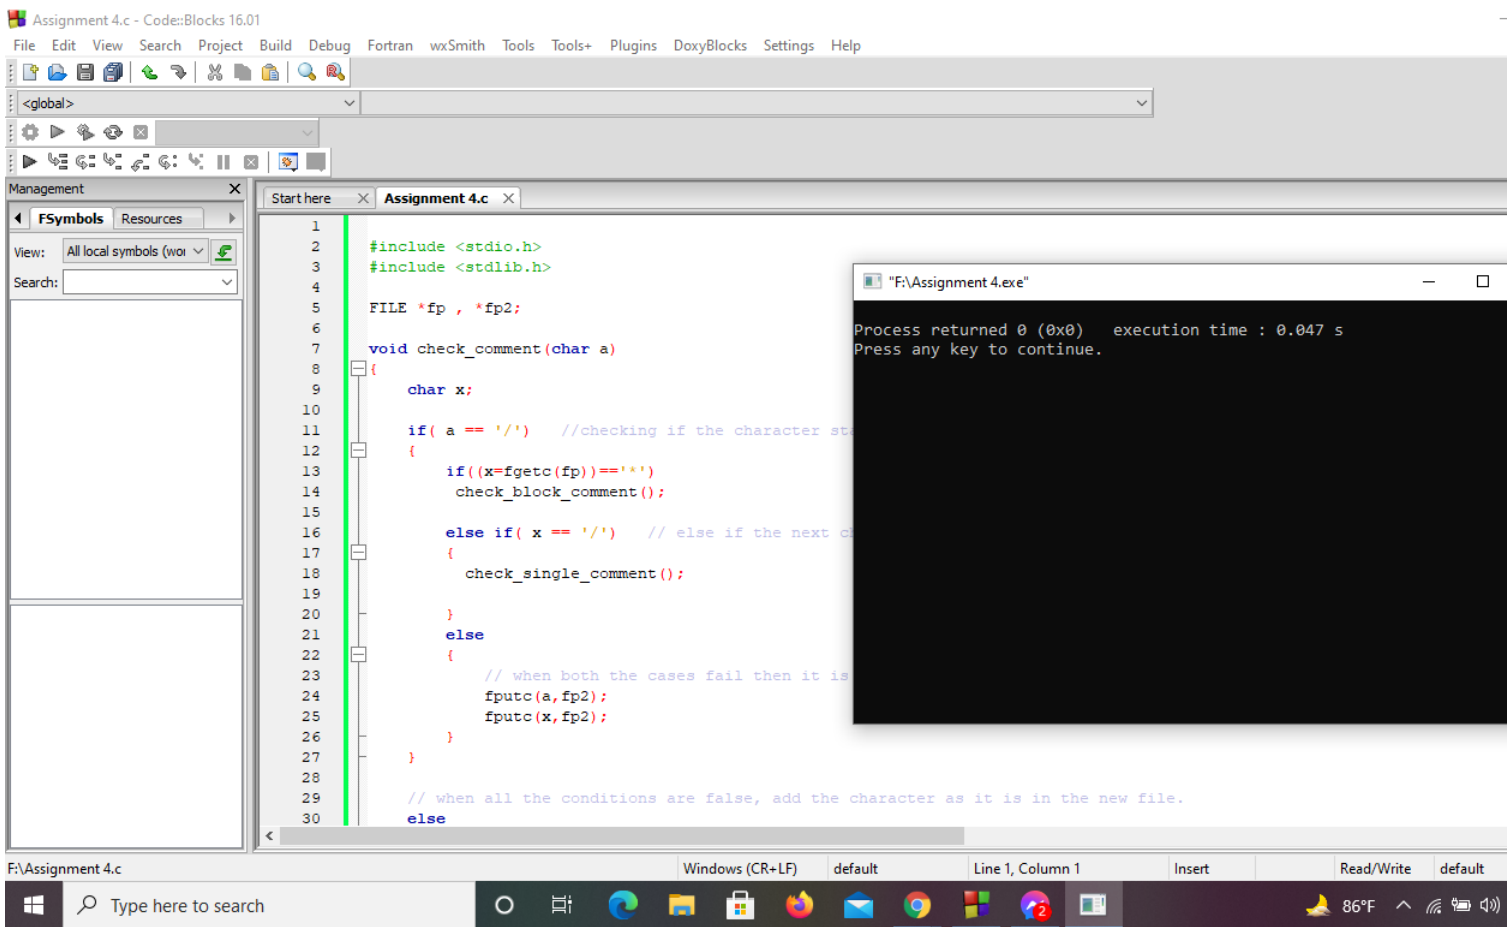 Assignment 4.c - Code::Blocks 16.01
File Edit View Search Project Build Debug Fortran wxSmith Tools Tools+ Plugins DoxyBlocks Settings Help
<global>
Management
FSymbols Resources
View: All local symbols (wor
Search:
Start here Assignment 4.c
1
2 #include <stdio.h>
3 #include <stdlib.h>
4
5 FILE *fp , *fp2;
6
7 void check_comment(char a)
8 {
9 char x;
10
11 if( a == '/') //checking if the character sta
12 {
13 if((x=fgetc(fp))=='*')
14 check_block_comment();
15
16 else if( x == '/') // else if the next ch
17 {
18 check_single_comment();
19
20 }
21 else
22 {
23 // when both the cases fail then it is
24 fputc(a,fp2);
25 fputc(x,fp2);
26 }
27 }
28
29 // when all the conditions are false, add the character as it is in the new file.
30 else
"F:\Assignment 4.exe"
Process returned 0 (0x0) execution time : 0.047 s
Press any key to continue.
F:\Assignment 4.c Windows (CR+LF) default Line 1, Column 1 Insert Read/Write default
Type here to search 2 86°F